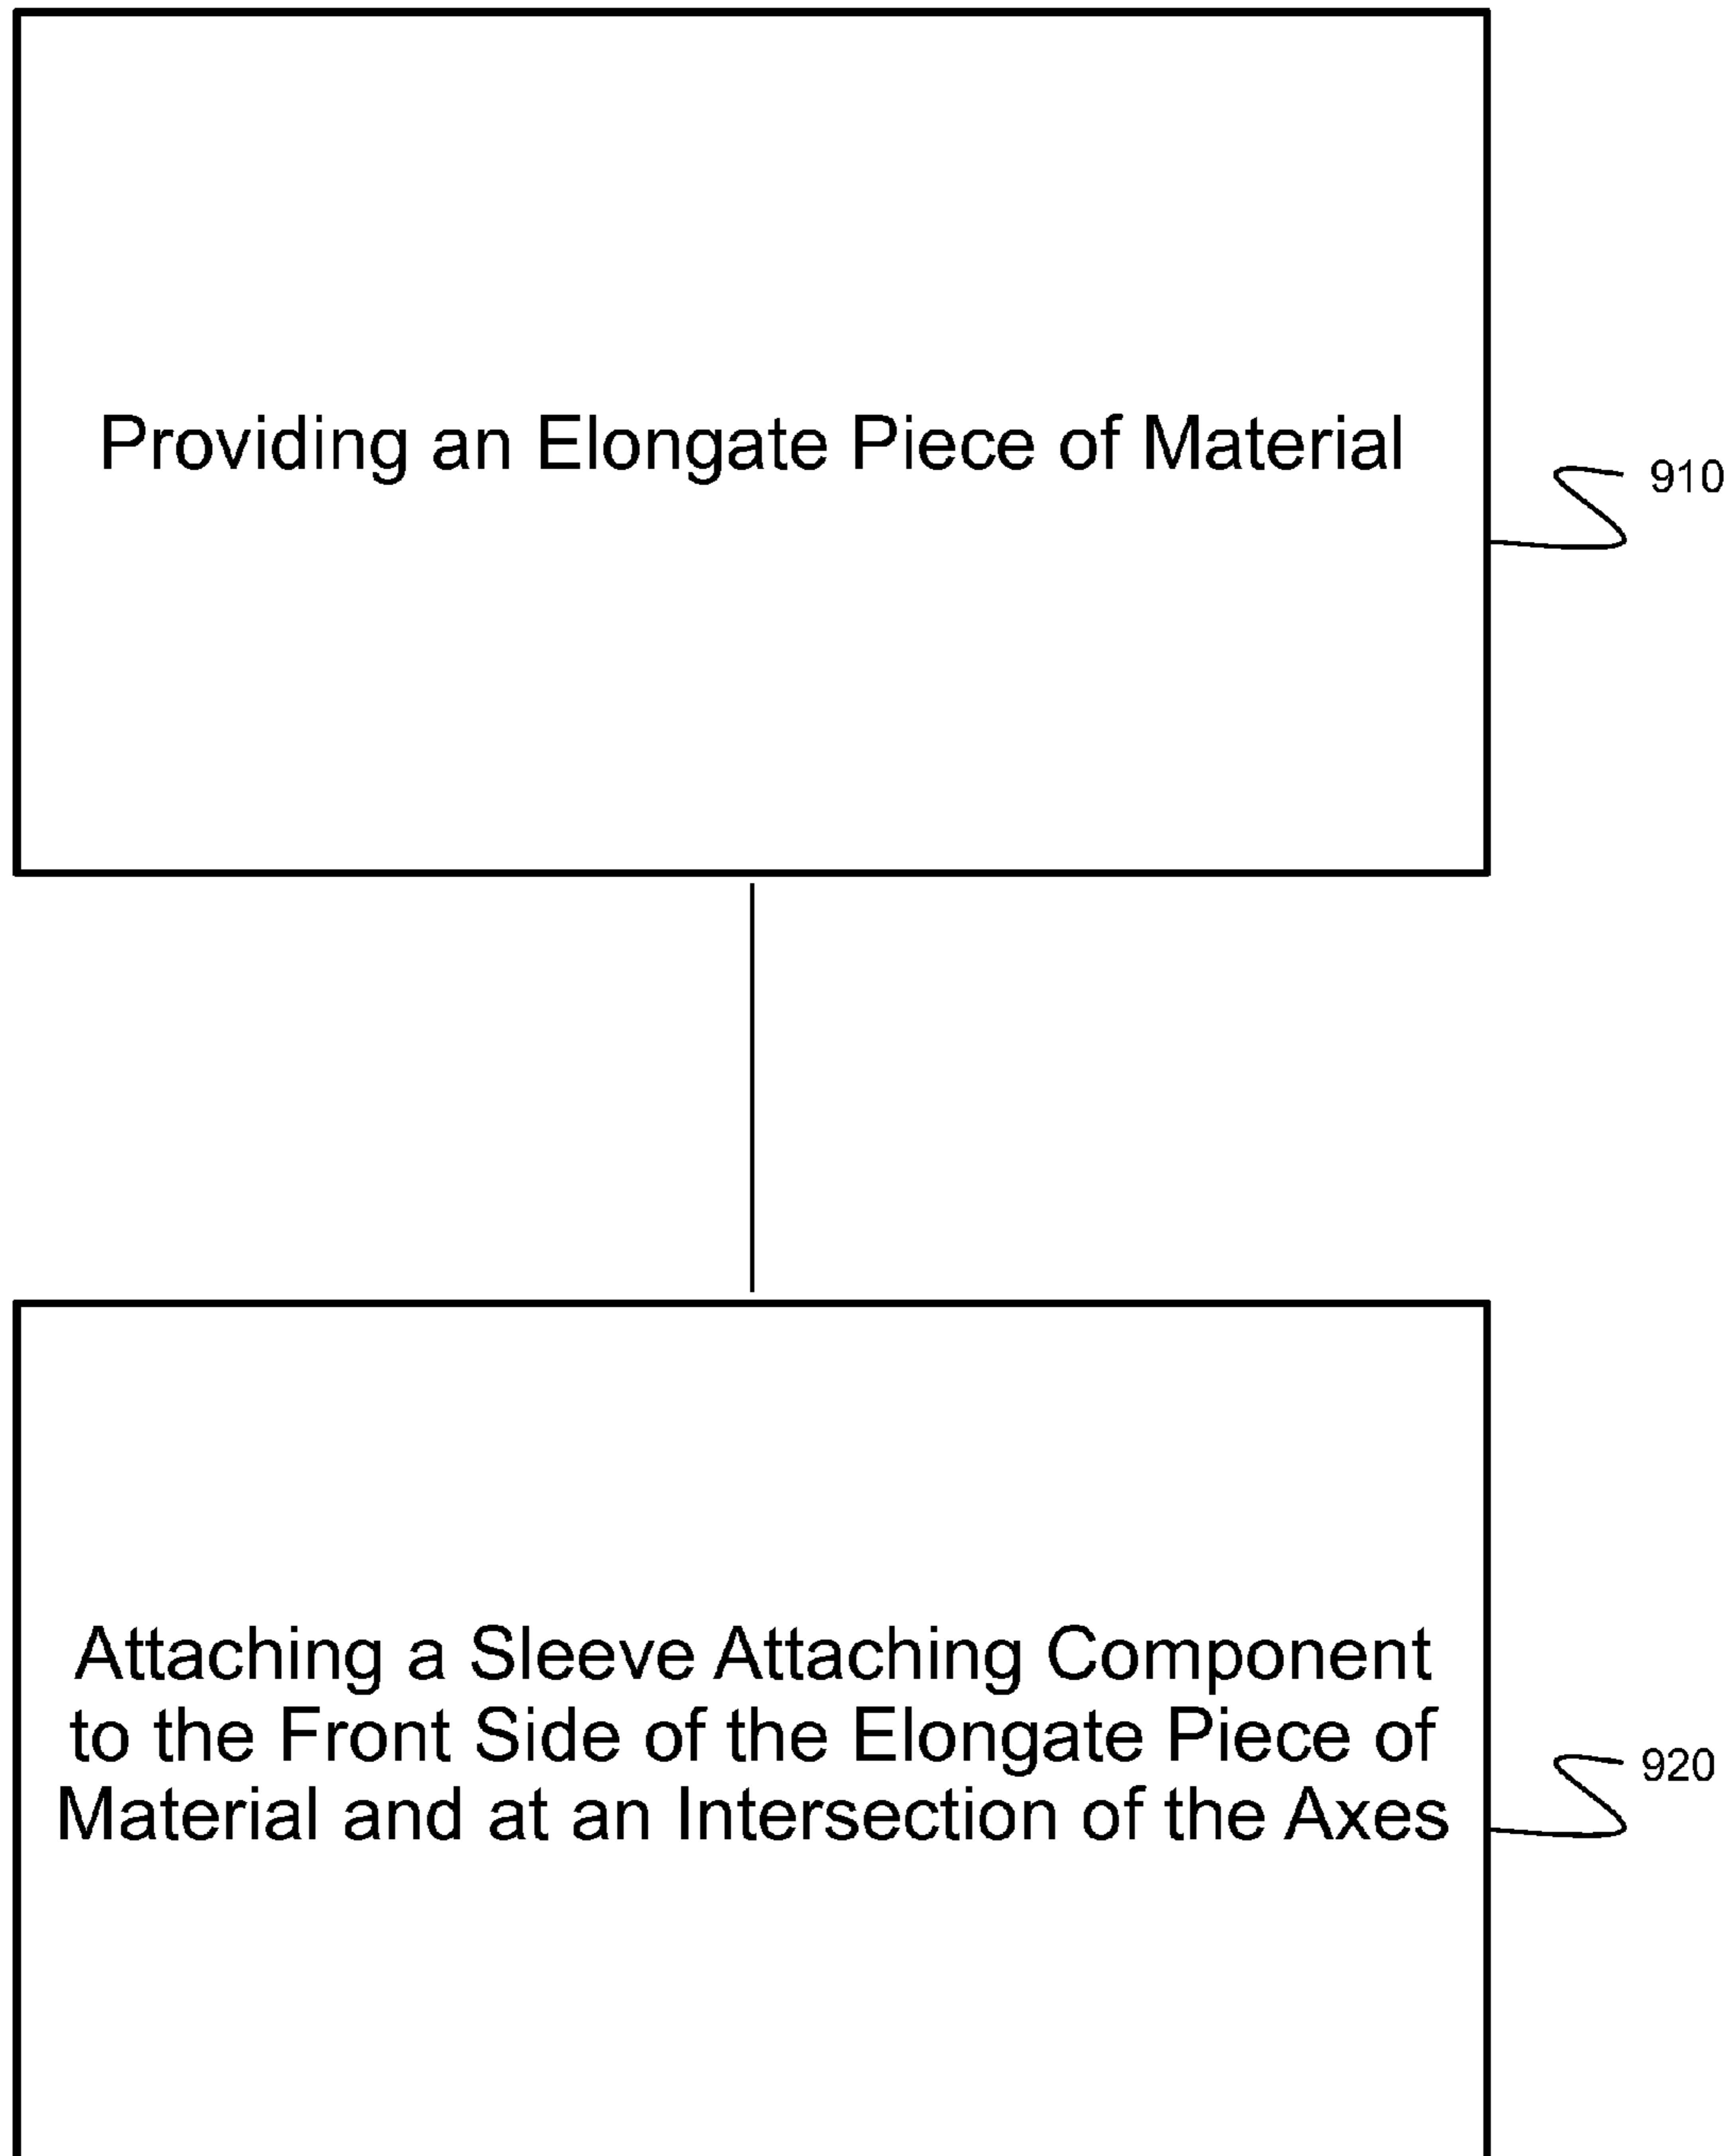 Providing an Elongate Piece of Material
910
Attaching a Sleeve Attaching Component
to the Front Side of the Elongate Piece of
Material and at an Intersection of the Axes
920